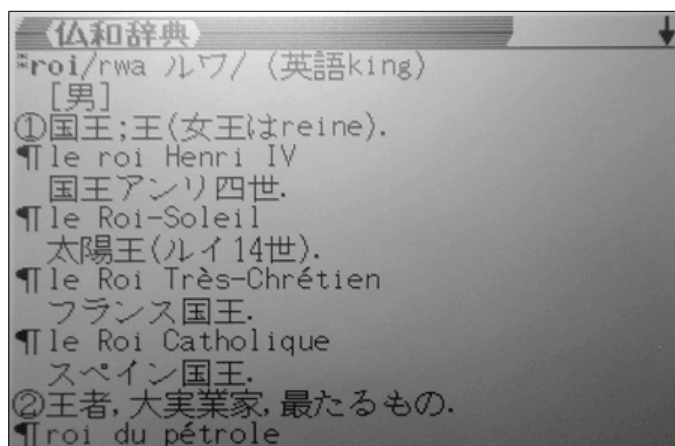 仏和辞典
*roi/rwa ルワ/ (英語king)
[男]
①国王;王(女王はreine).
¶le roi Henri IV
国王アンリ四世.
¶le Roi-Soleil
太陽王(ルイ14世).
¶le Roi Très-Chrétien
フランス国王.
¶le Roi Catholique
スペイン国王.
②王者,大実業家,最たるもの.
¶roi du pétrole